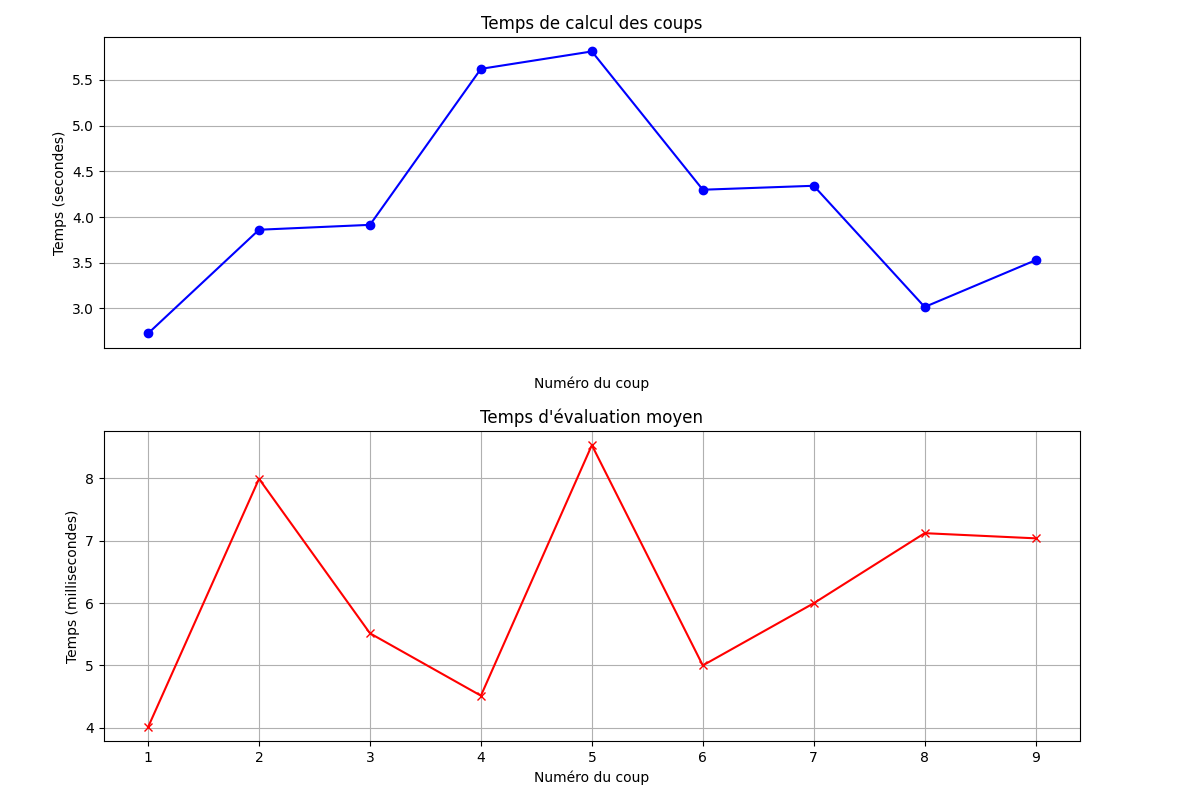 Temps de calcul des coups
Temps (secondes)
5.5
5.0
4.5
4.0
3.5
3.0
Numéro du coup
Temps d'évaluation moyen
Temps (millisecondes)
8
7
6
5
4
1 2 3 4 5 6 7 8 9
Numéro du coup